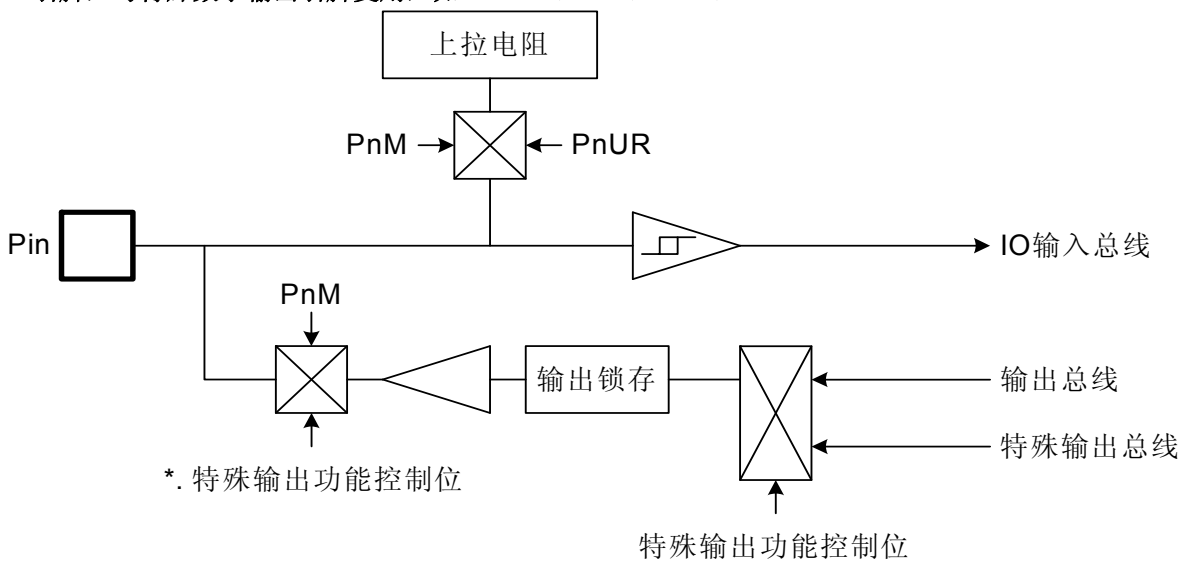 上拉电阻
PnM
PnUR
Pin
IO输入总线
PnM
输出锁存
输出总线
特殊输出总线
*. 特殊输出功能控制位
特殊输出功能控制位